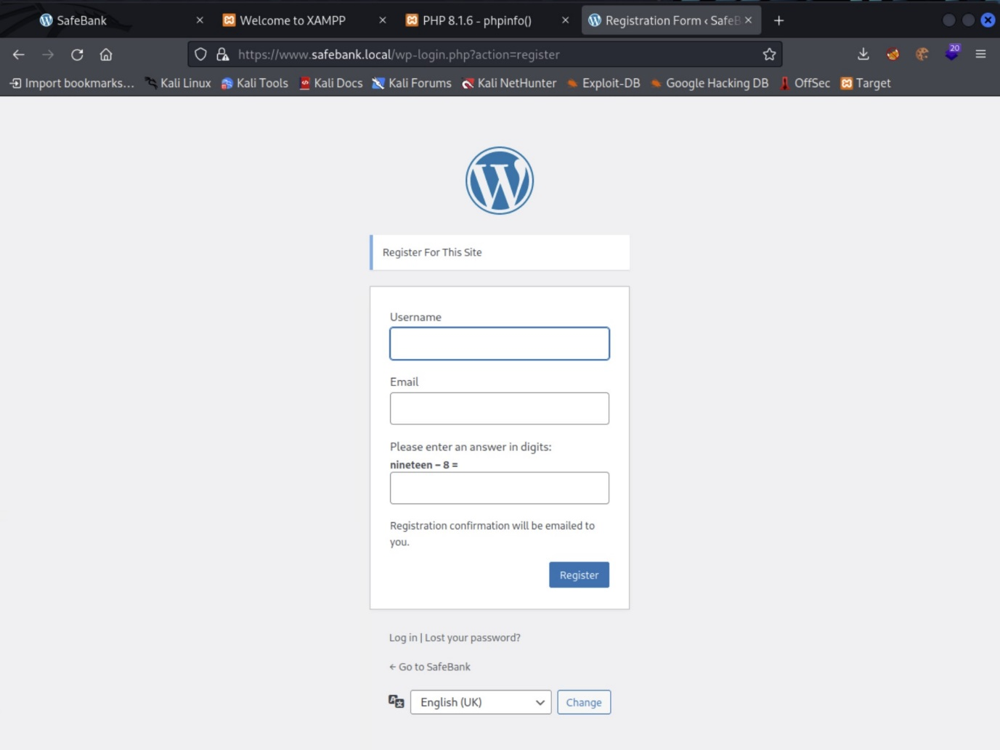 SafeBank
Welcome to XAMPP
PHP 8.1.6 - phpinfo()
Registration Form ‹ SafeB
https://www.safebank.local/wp-login.php?action=register
20
Import bookmarks...
Kali Linux
Kali Tools
Kali Docs
Kali Forums
Kali NetHunter
Exploit-DB
Google Hacking DB
OffSec
Target
Register For This Site
Username
Email
Please enter an answer in digits:
nineteen − 8 =
Registration confirmation will be emailed to
you.
Register
Log in | Lost your password?
← Go to SafeBank
English (UK)
Change